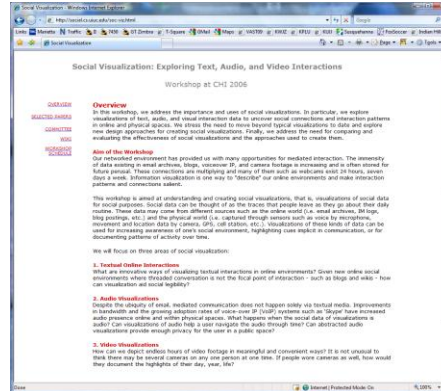 Social Visualization - Windows Internet Explorer
Google
Links Marietta Traffic
Social Visualization
Page
Tools
Social Visualization: Exploring Text, Audio, and Video Interactions
Workshop at CHI 2006
OVERVIEW
SELECTED PAPERS
COMMITTEE
WIKI
WORKSHOP
SCHEDULE
Overview
In this workshop, we address the importance and uses of social visualization. In particular, we explore
visualizations of text, audio, and visual interaction data to uncover social connections and interaction patterns
in online and physical spaces. We stress the need to move beyond typical visualizations to data and explore
new design approaches for creating social visualizations. Finally, we address the need for comparing and
evaluating the effectiveness of social visualizations and the approaches used to create them.
Aim of the Workshop
Our networked environment has provided us with many opportunities for mediated interaction. The immensity
of data existing in email archives, blogs, voiceover IP, and camera footage is increasing and is often stored for
future perusal. These connections are multiplying and many of them such as webcams exist 24 hours, seven
days a week. Information visualization is one way to "describe" our online environments and make interaction
patterns and connections salient.
This workshop is aimed at understanding and creating social visualizations, that is, visualizations of social data
for social purposes. Social data can be thought of as the traces that people leave as they go about their daily
routine. These data may come from different sources such as the online world (i.e. email archives, IM logs,
blog postings, etc.) and the physical world (i.e. captured through sensors such as voice by microphone,
movement and location data by camera, GPS, cell station, etc.). Visualizations of these kinds of data can be
used for increasing awareness of one's social environment, highlighting cues implicit in communication, or for
documenting patterns of activity over time.
We will focus on three areas of social visualization:
1. Textual Online Interactions
What are innovative ways of visualizing textual interactions in online environments? Given new online social
environments where threaded conversation is not the focal point of interaction - such as blogs and wikis - how
can visualization aid social legibility?
2. Audio Visualizations
Despite the ubiquity of email, mediated communication does not happen solely via textual media. Improvements
in bandwidth and the growing adoption rates of voice-over IP (VoIP) systems such as 'Skype' have increased
audio presence online and within physical spaces. What happens when the social data of visualizations is
audio? Can visualizations of audio help a user navigate the audio through time? Can abstracted audio
visualizations provide enough privacy for the user in a public space?
3. Video Visualizations
How can we depict endless hours of video footage in meaningful and convenient ways? It is not unusual to
think there may be several cameras on any one person at one time. If people wore cameras as well, how would
they document the highlights of their day, year, life?
Done
Internet | Protected Mode: On
100%